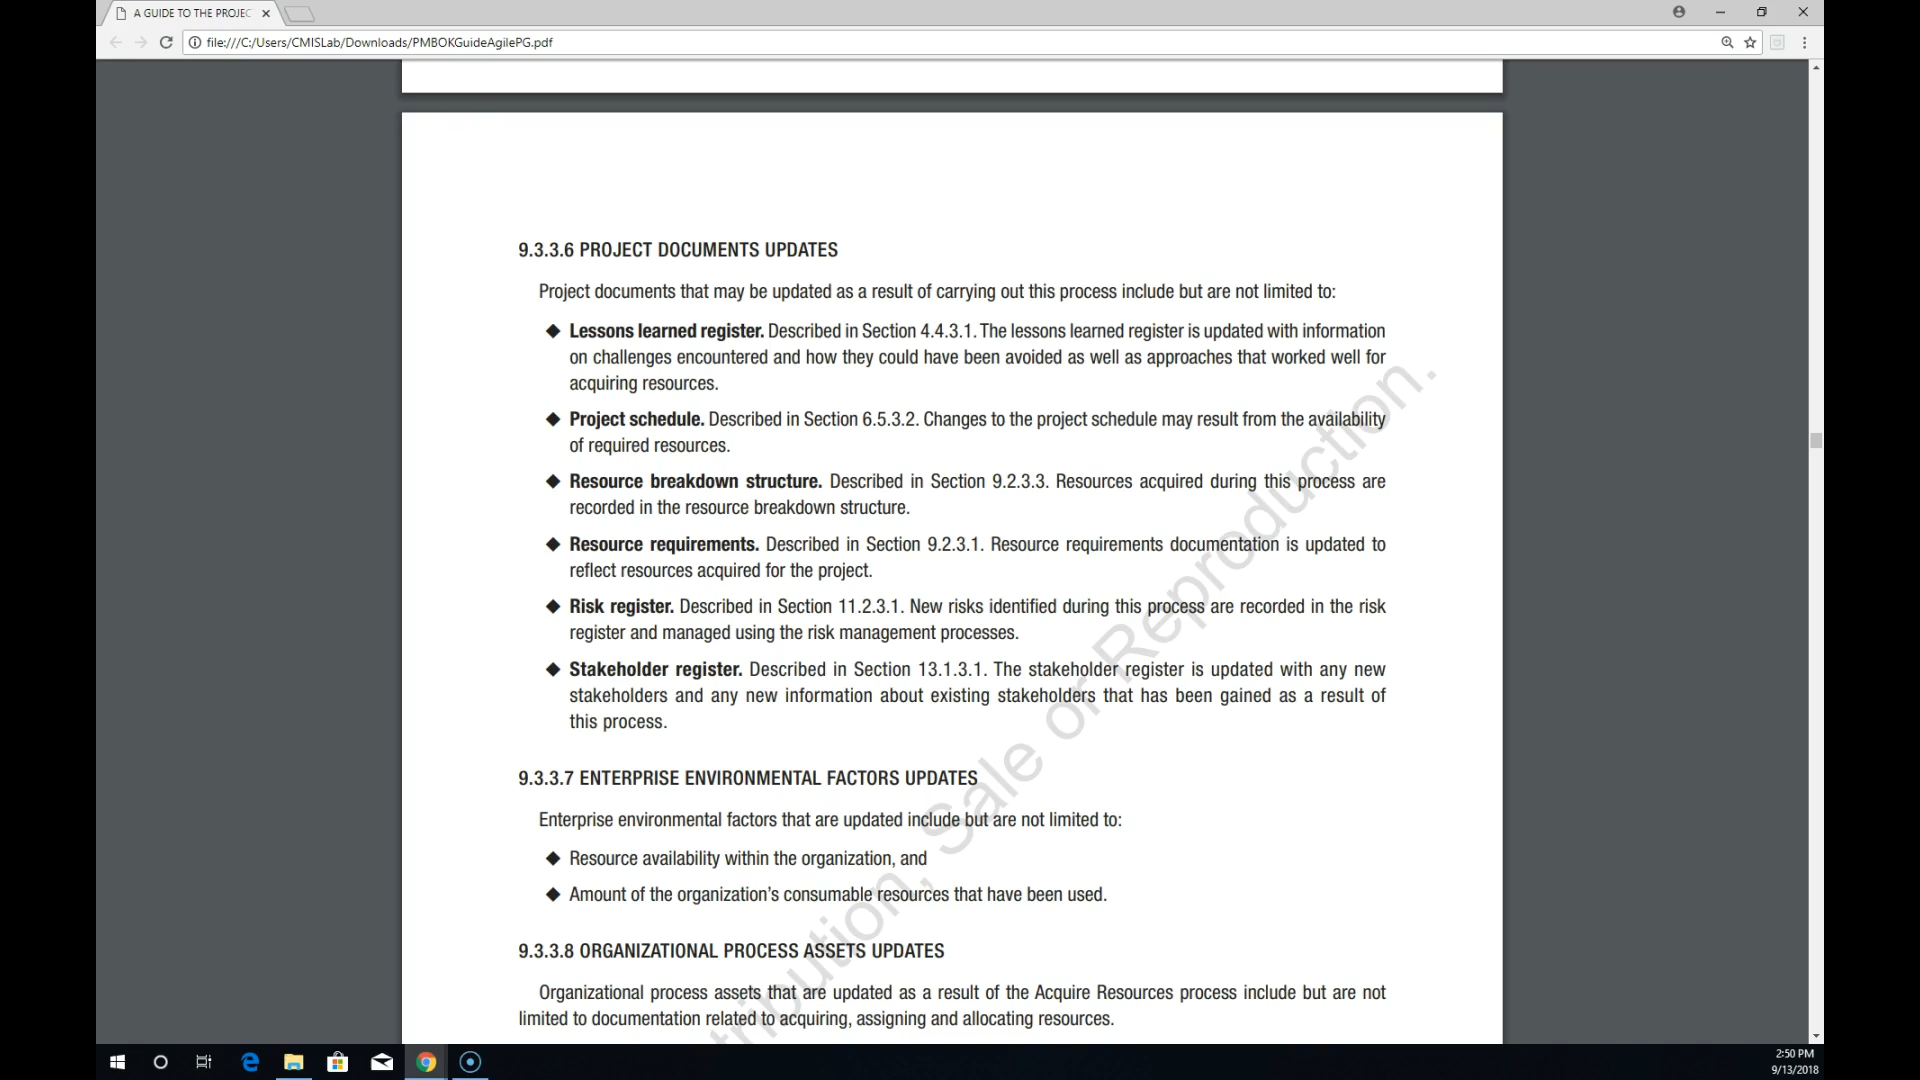 A GUIDE TO THE PROJEC
file:///C:/Users/CMISLab/Downloads/PMBOKGuideAgilePG.pdf
9.3.3.6 PROJECT DOCUMENTS UPDATES
Project documents that may be updated as a result of carrying out this process include but are not limited to:
◆ Lessons learned register. Described in Section 4.4.3.1. The lessons learned register is updated with information
on challenges encountered and how they could have been avoided as well as approaches that worked well for
acquiring resources.
◆ Project schedule. Described in Section 6.5.3.2. Changes to the project schedule may result from the availability
of required resources.
◆ Resource breakdown structure. Described in Section 9.2.3.3. Resources acquired during this process are
recorded in the resource breakdown structure.
◆ Resource requirements. Described in Section 9.2.3.1. Resource requirements documentation is updated to
reflect resources acquired for the project.
◆ Risk register. Described in Section 11.2.3.1. New risks identified during this process are recorded in the risk
register and managed using the risk management processes.
◆ Stakeholder register. Described in Section 13.1.3.1. The stakeholder register is updated with any new
stakeholders and any new information about existing stakeholders that has been gained as a result of
this process.
9.3.3.7 ENTERPRISE ENVIRONMENTAL FACTORS UPDATES
Enterprise environmental factors that are updated include but are not limited to:
◆ Resource availability within the organization, and
◆ Amount of the organization's consumable resources that have been used.
9.3.3.8 ORGANIZATIONAL PROCESS ASSETS UPDATES
Organizational process assets that are updated as a result of the Acquire Resources process include but are not
limited to documentation related to acquiring, assigning and allocating resources.
tribution, Sale or Reproduction.
2:50 PM
9/13/2018